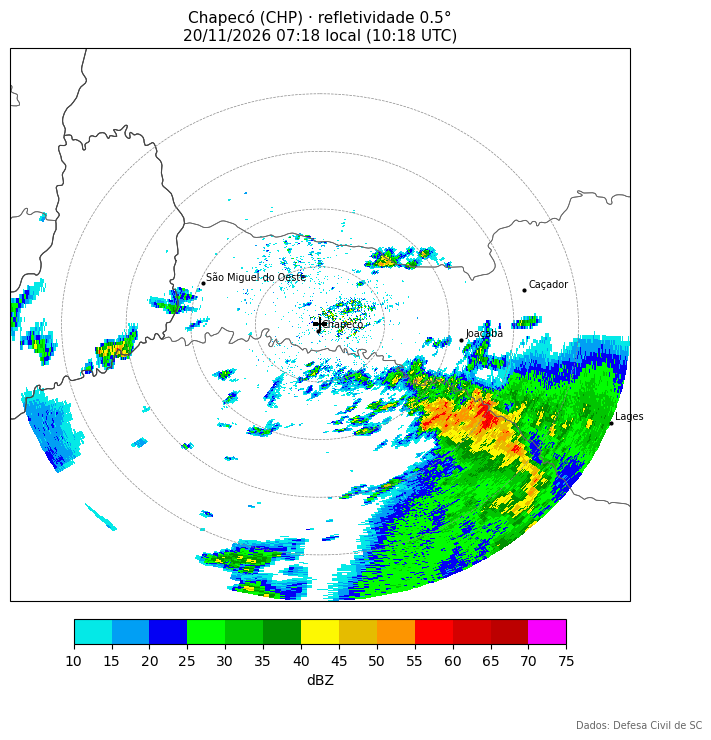 Chapecó (CHP) · refletividade 0.5°
20/11/2026 07:18 local (10:18 UTC)
São Miguel do Oeste
Caçador
Chapecó
Joaçaba
Lages
10 15 20 25 30 35 40 45 50 55 60 65 70 75
dBZ
Dados: Defesa Civil de SC